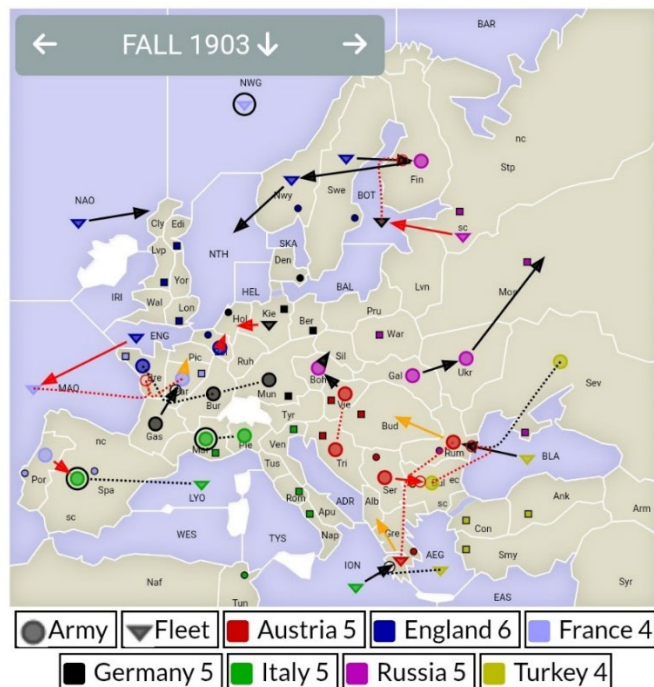 ← FALL 1903 ↓ →
BAR
NWG
nc
Stp
Fin
NAO
Nwy
Swe
BOT
Cly
Edi
NTH
sc
SKA
Lvp
Den
Lvn
Mos
IRI
Yor
HEL
BAL
Wal
Lon
Hol
Kie
Ber
Pru
War
ENG
Pic
Ruh
Sil
Boh
Gal
Ukr
Bre
Par
MAO
Bur
Mun
Vie
Sev
Gas
Tyr
Bud
nc
Mar
Pie
Ven
Tri
Rum
BLA
Por
Spa
Tus
Ser
Bul
ec
LYO
Rom
ADR
Alb
sc
Ank
Arm
sc
Apu
Con
WES
TYS
Nap
Gre
AEG
Smy
ION
Naf
Tun
EAS
Syr
Army
Fleet
Austria 5
England 6
France 4
Germany 5
Italy 5
Russia 5
Turkey 4